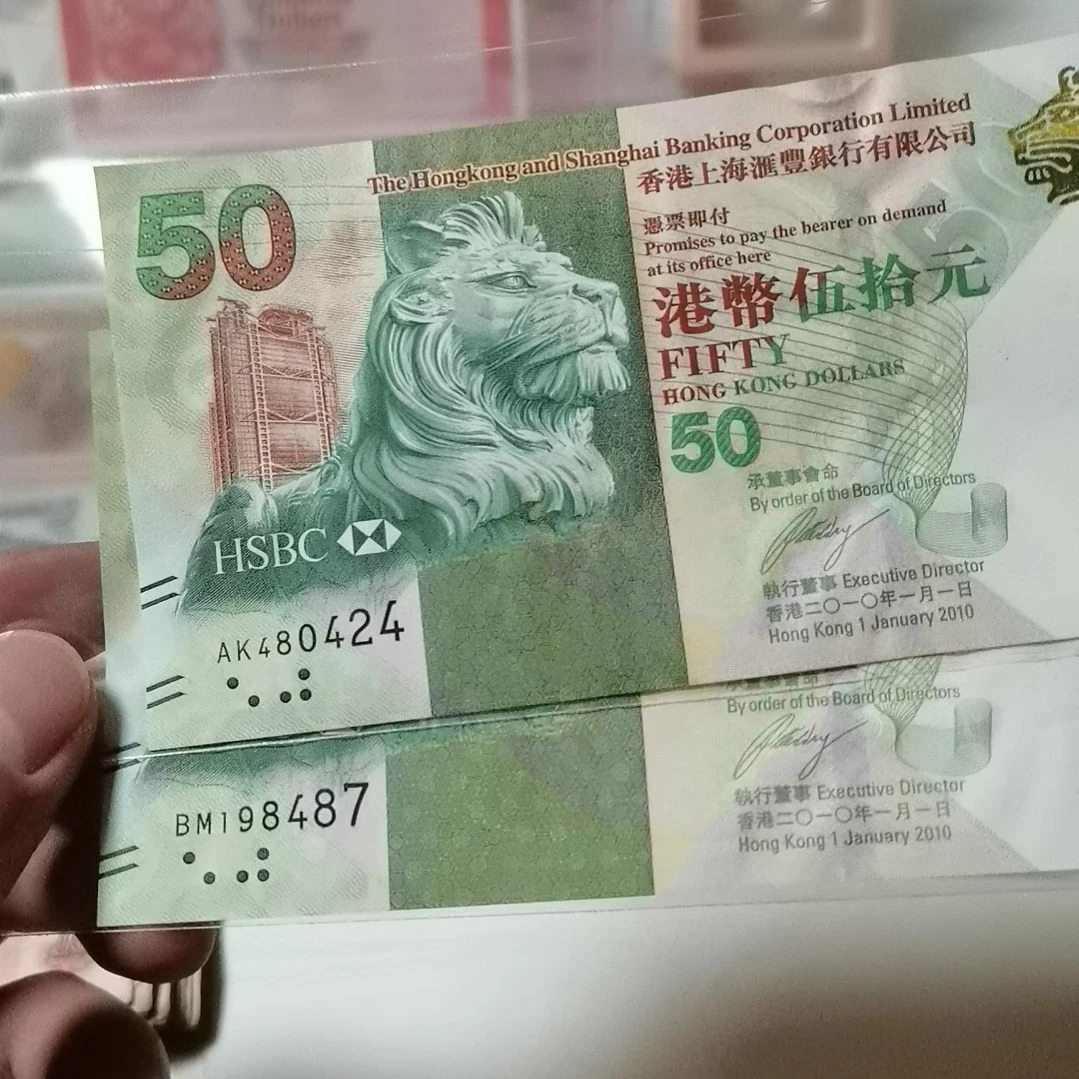 50
The Hongkong and Shanghai Banking Corporation Limited
香港上海滙豐銀行有限公司
憑票即付
Promises to pay the bearer on demand
at its office here
港幣伍拾元
FIFTY
HONG KONG DOLLARS
50
承董事會命
By order of the Board of Directors
執行董事 Executive Director
香港二〇一〇年一月一日
Hong Kong 1 January 2010
HSBC
AK480424
承董事會命
By order of the Board of Directors
執行董事 Executive Director
香港二〇一〇年一月一日
Hong Kong 1 January 2010
BM198487